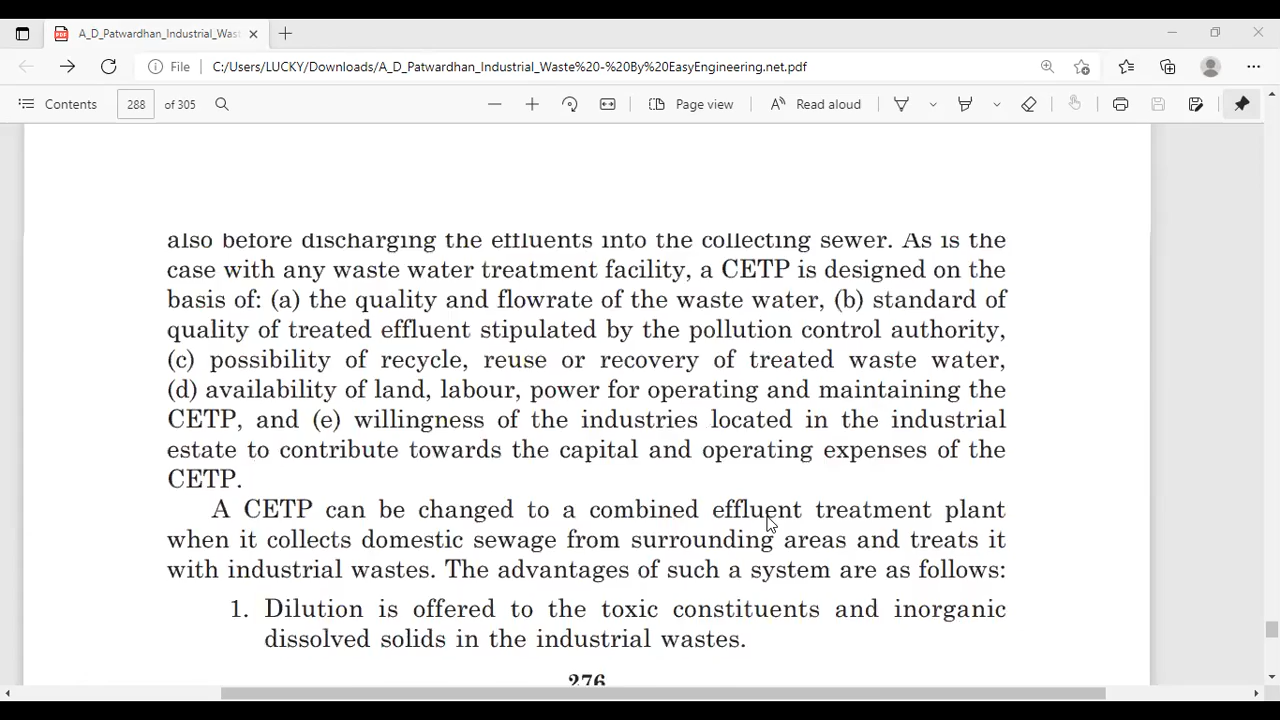 A_D_Patwardhan_Industrial_Wast
File C:/Users/LUCKY/Downloads/A_D_Patwardhan_Industrial_Waste%20-%20By%20EasyEngineering.net.pdf
Contents 288 of 305 Page view Read aloud
also before discharging the effluents into the collecting sewer. As is the
case with any waste water treatment facility, a CETP is designed on the
basis of: (a) the quality and flowrate of the waste water, (b) standard of
quality of treated effluent stipulated by the pollution control authority,
(c) possibility of recycle, reuse or recovery of treated waste water,
(d) availability of land, labour, power for operating and maintaining the
CETP, and (e) willingness of the industries located in the industrial
estate to contribute towards the capital and operating expenses of the
CETP.
A CETP can be changed to a combined effluent treatment plant
when it collects domestic sewage from surrounding areas and treats it
with industrial wastes. The advantages of such a system are as follows:
1. Dilution is offered to the toxic constituents and inorganic
dissolved solids in the industrial wastes.
276